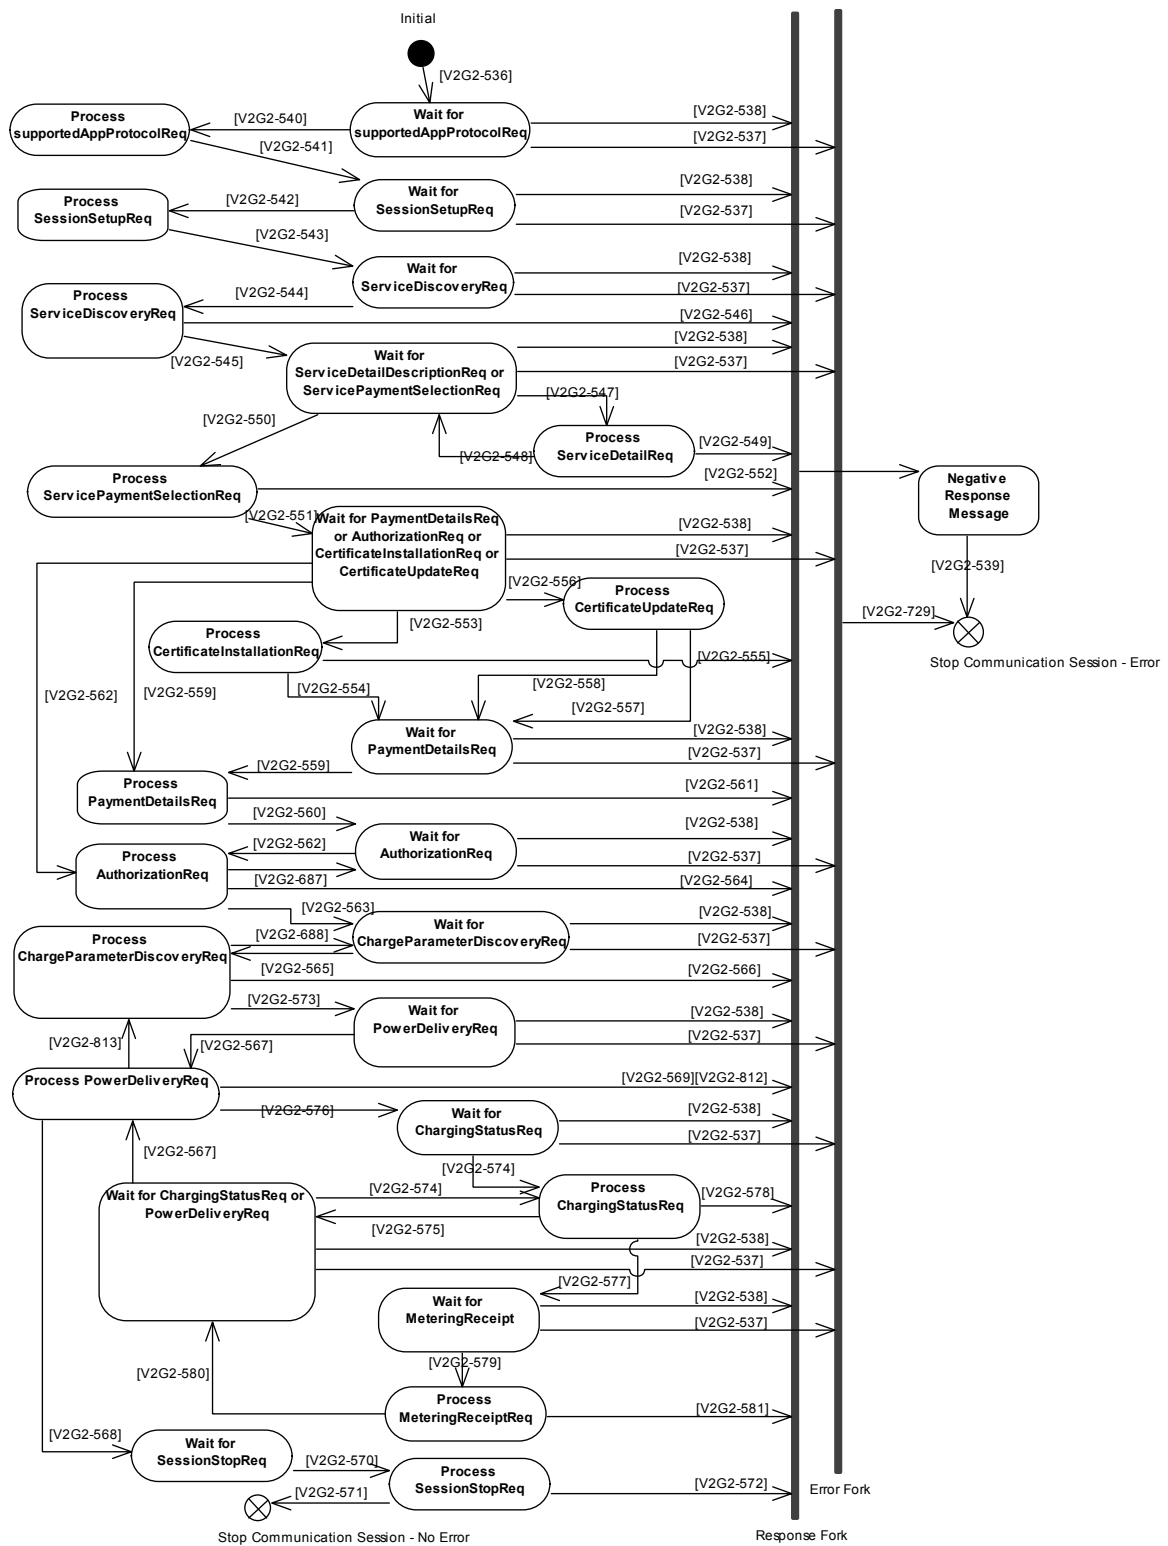 Initial
[V2G2-536]
Process
supportedAppProtocolReq
[V2G2-540]
Wait for
supportedAppProtocolReq
[V2G2-538]
[V2G2-537]
[V2G2-541]
Process
SessionSetupReq
[V2G2-542]
Wait for
SessionSetupReq
[V2G2-538]
[V2G2-537]
[V2G2-543]
Wait for
ServiceDiscoveryReq
[V2G2-538]
[V2G2-537]
Process
ServiceDiscoveryReq
[V2G2-544]
[V2G2-546]
[V2G2-545]
Wait for
ServiceDetailDescriptionReq or
ServicePaymentSelectionReq
[V2G2-538]
[V2G2-537]
[V2G2-547]
[V2G2-550]
[V2G2-548]
Process
ServiceDetailReq
[V2G2-549]
Process
ServicePaymentSelectionReq
[V2G2-552]
Negative
Response
Message
[V2G2-551]
Wait for PaymentDetailsReq
or AuthorizationReq or
CertificateInstallationReq or
CertificateUpdateReq
[V2G2-538]
[V2G2-537]
[V2G2-539]
[V2G2-556]
Process
CertificateUpdateReq
[V2G2-553]
[V2G2-729]
Stop Communication Session - Error
Process
CertificateInstallationReq
[V2G2-555]
[V2G2-562]
[V2G2-559]
[V2G2-554]
[V2G2-558]
[V2G2-557]
Wait for
PaymentDetailsReq
[V2G2-538]
[V2G2-537]
[V2G2-559]
Process
PaymentDetailsReq
[V2G2-561]
[V2G2-560]
Wait for
AuthorizationReq
[V2G2-538]
[V2G2-537]
[V2G2-562]
Process
AuthorizationReq
[V2G2-687]
[V2G2-564]
[V2G2-563]
Wait for
ChargeParameterDiscoveryReq
[V2G2-538]
[V2G2-537]
Process
ChargeParameterDiscoveryReq
[V2G2-688]
[V2G2-565]
[V2G2-566]
[V2G2-573]
Wait for
PowerDeliveryReq
[V2G2-538]
[V2G2-537]
[V2G2-813]
[V2G2-567]
Process PowerDeliveryReq
[V2G2-569][V2G2-812]
[V2G2-576]
Wait for
ChargingStatusReq
[V2G2-538]
[V2G2-537]
[V2G2-567]
[V2G2-574]
Wait for ChargingStatusReq or
PowerDeliveryReq
[V2G2-574]
[V2G2-575]
Process
ChargingStatusReq
[V2G2-578]
[V2G2-538]
[V2G2-537]
[V2G2-577]
Wait for
MeteringReceipt
[V2G2-538]
[V2G2-537]
[V2G2-579]
[V2G2-580]
Process
MeteringReceiptReq
[V2G2-581]
[V2G2-568]
Wait for
SessionStopReq
[V2G2-570]
Process
SessionStopReq
[V2G2-572]
[V2G2-571]
Error Fork
Stop Communication Session - No Error
Response Fork